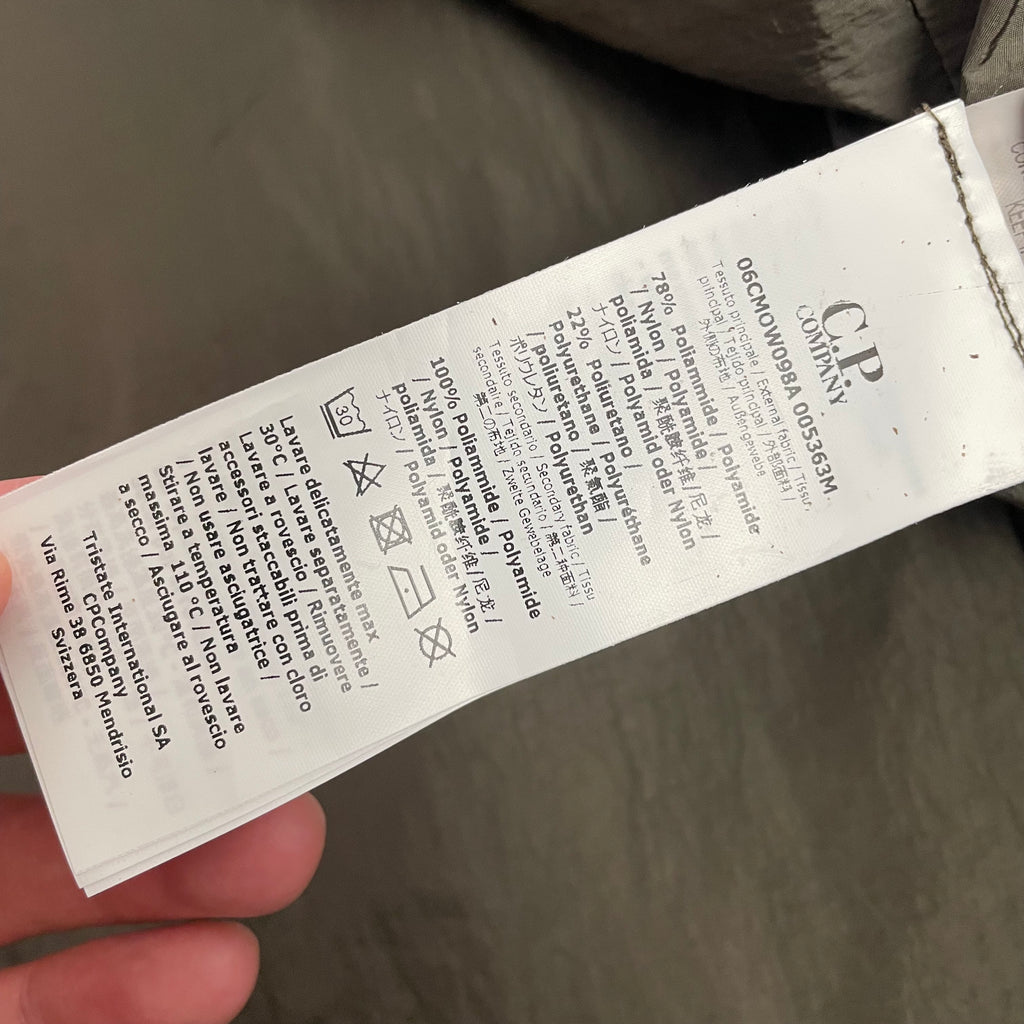 C.P.
COMPANY
06CMOW098A 005363M.
Tessuto principale / External fabric / Tissu,
principal / Tejido principal / 外部面料 /
外側の布地 / Außengewebe
78% Poliammide / Polyamide
/ Nylon / Polyamide /
poliamida / 聚酰胺纤维/尼龙 /
ナイロン / Polyamid oder Nylon
22% Poliuretano /
Polyurethane / Polyuréthane
/ poliuretano / 聚氨酯 /
ポリウレタン / Polyurethan
Tessuto secondario / Secondary fabric / Tissu
secondaire / Tejido secundario / 第二种面料 /
第二の布地 / Zweite Gewebelage
100% Poliammide / Polyamide
/ Nylon / Polyamide /
poliamida / 聚酰胺纤维/尼龙 /
ナイロン / Polyamid oder Nylon
30
Lavare delicatamente max
30°C / Lavare separatamente /
Lavare a rovescio / Rimuovere
accessori staccabili prima di
lavare / Non trattare con cloro
/ Non usare asciugatrice /
Stirare a temperatura
massima 110 °C / Non lavare
a secco / Asciugare al rovescio
Tristate International SA
CPCompany
Via Rime 38 6850 Mendrisio
Svizzera